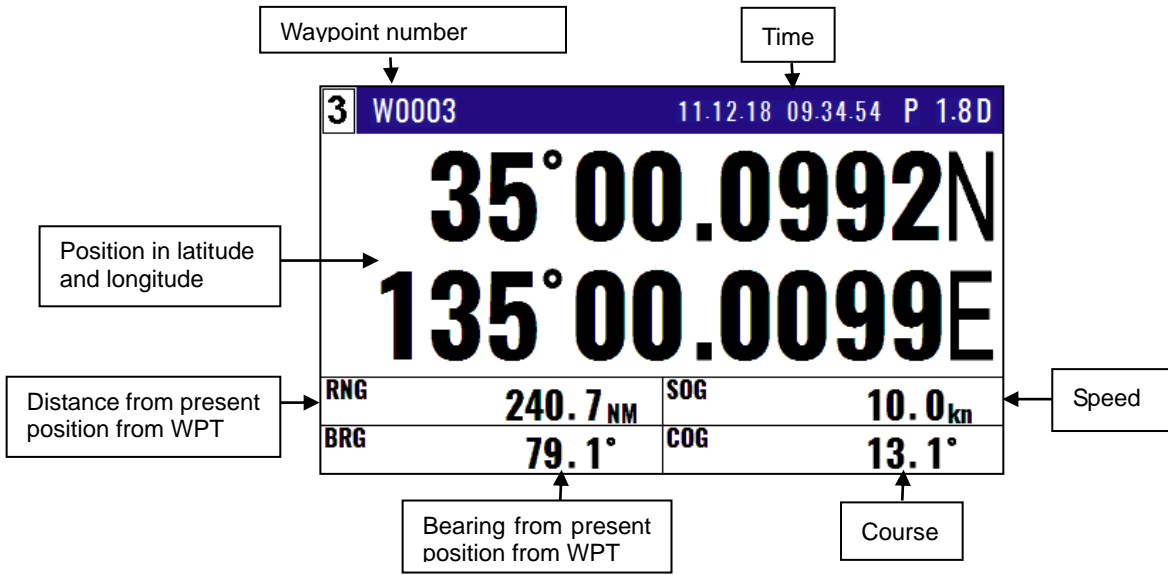 Waypoint number
Time
3 W0003 11.12.18 09.34.54 P 1.8D
35°00.0992N
Position in latitude
and longitude
135°00.0099E
Distance from present
position from WPT
RNG 240.7NM SOG 10.0kn
Speed
BRG 79.1° COG 13.1°
Bearing from present
position from WPT
Course